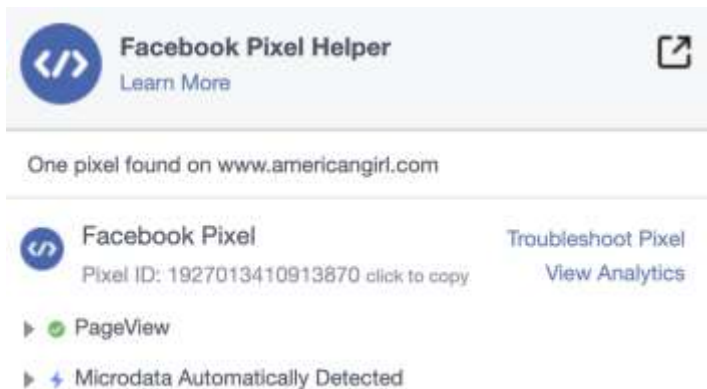 </> Facebook Pixel Helper
Learn More
One pixel found on www.americangirl.com
</> Facebook Pixel Troubleshoot Pixel
Pixel ID: 1927013410913870 click to copy View Analytics
PageView
Microdata Automatically Detected